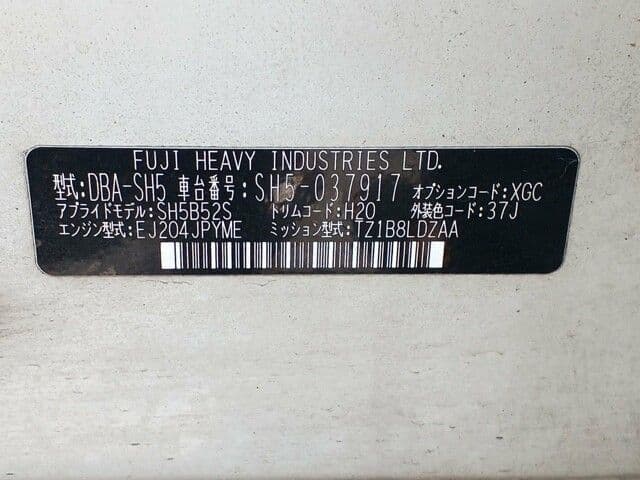 FUJI HEAVY INDUSTRIES LTD.
型式:DBA-SH5 車台番号:SH5-037917 オプションコード:XGC
アプライドモデル:SH5B52S トリムコード:H20 外装色コード:37J
エンジン型式:EJ204JPYME ミッション型式:TZ1B8LDZAA